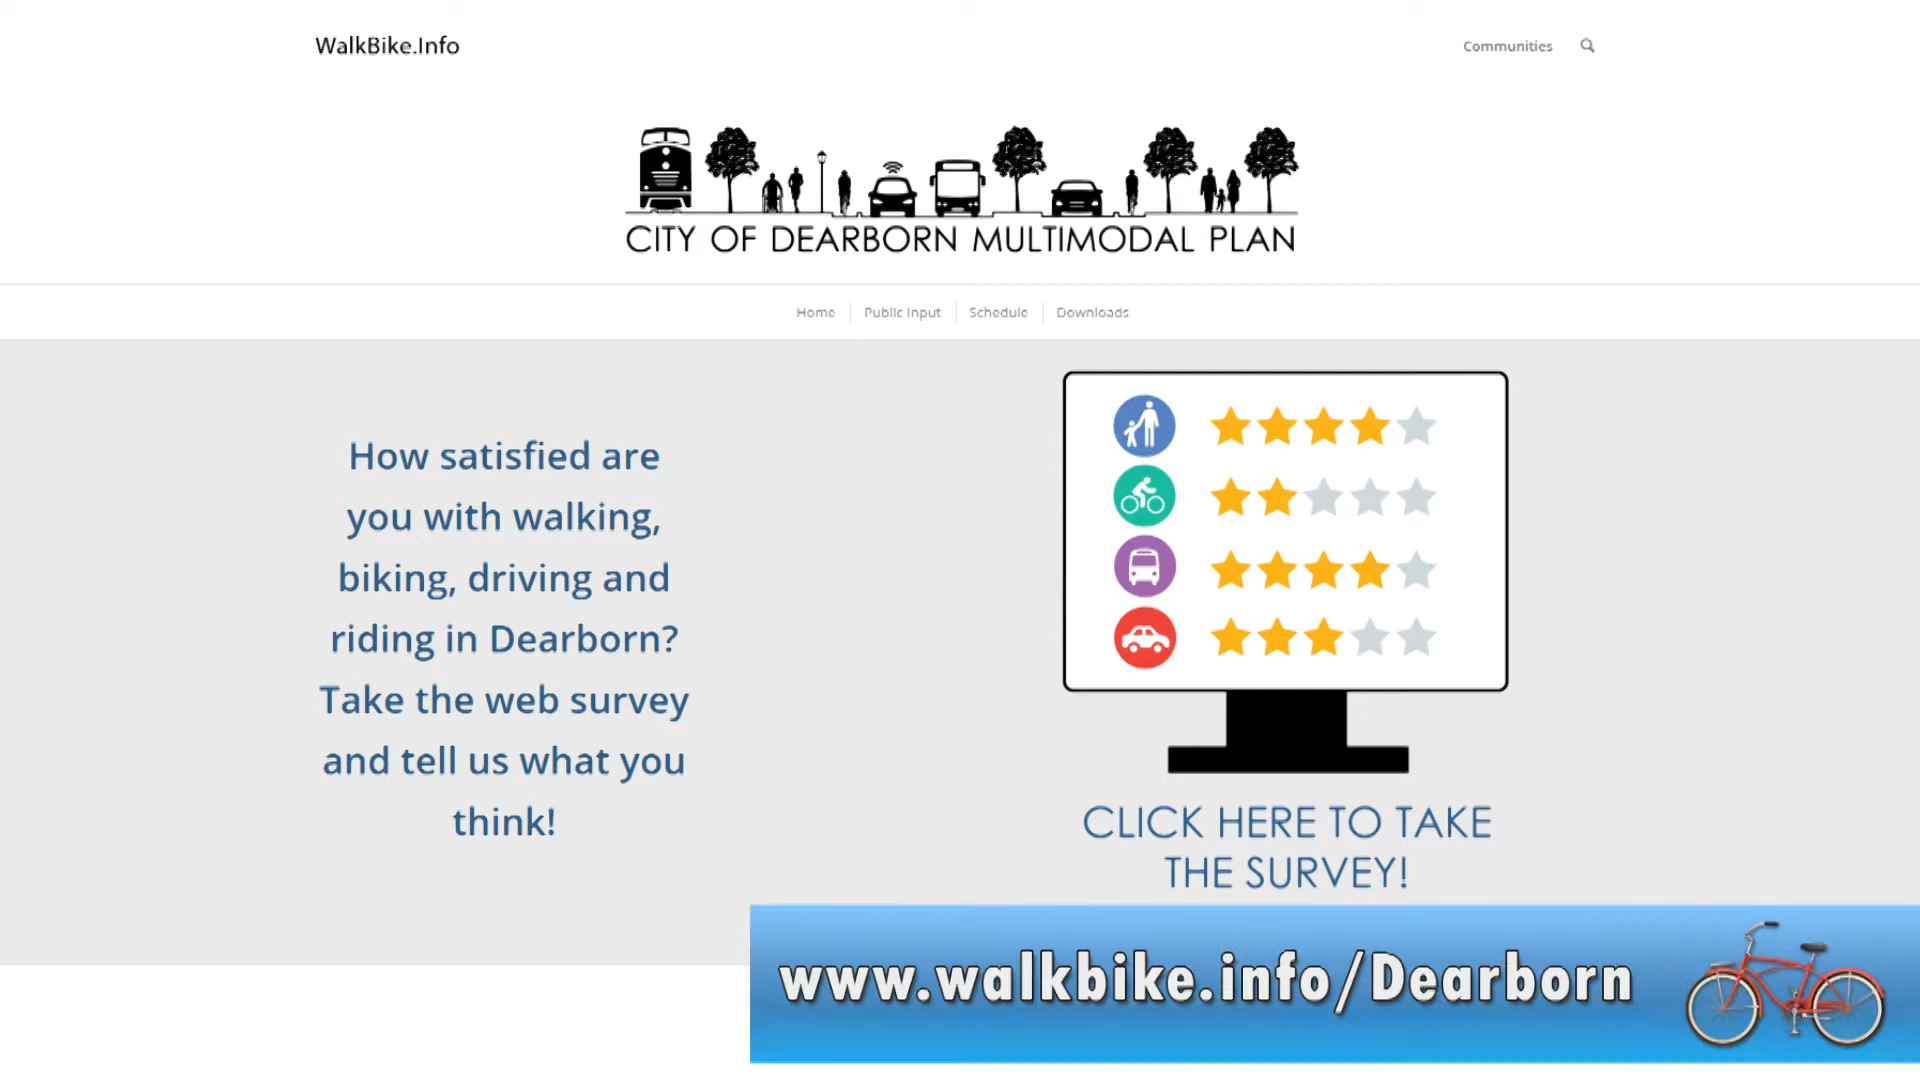 WalkBike.Info
Communities
CITY OF DEARBORN MULTIMODAL PLAN
Home
Public Input
Schedule
Downloads
How satisfied are
you with walking,
biking, driving and
riding in Dearborn?
Take the web survey
and tell us what you
think!
CLICK HERE TO TAKE
THE SURVEY!
www.walkbike.info/Dearborn